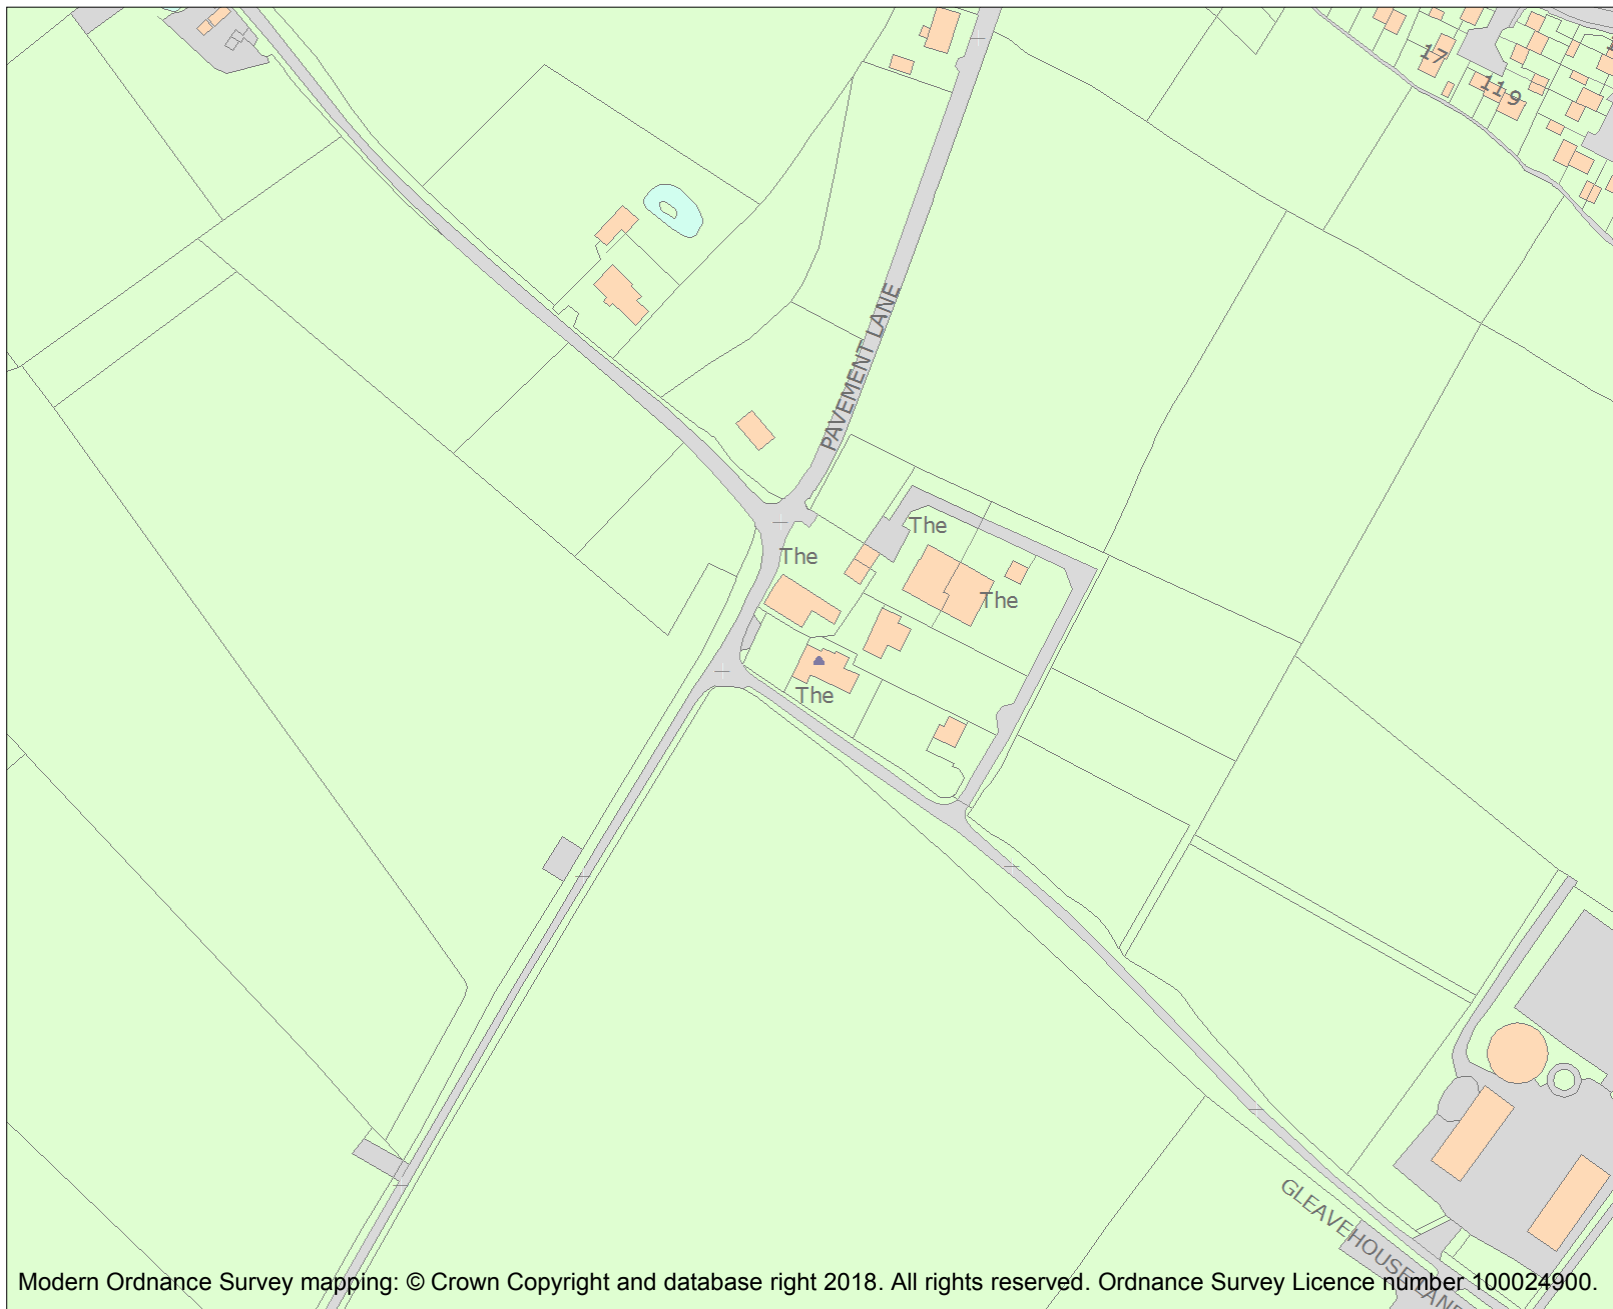 17
119
PAVEMENT LANE
The
The
The
The
GLEAVEHOUSE LANE
Modern Ordnance Survey mapping: © Crown Copyright and database right 2018. All rights reserved. Ordnance Survey Licence number 100024900.